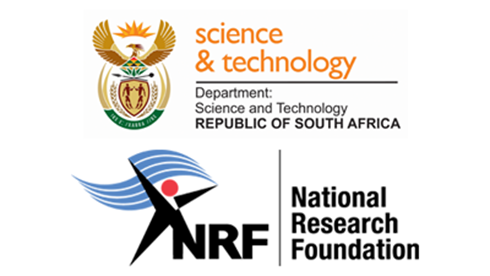 science
& technology
Department:
Science and Technology
REPUBLIC OF SOUTH AFRICA
NRF
National
Research
Foundation